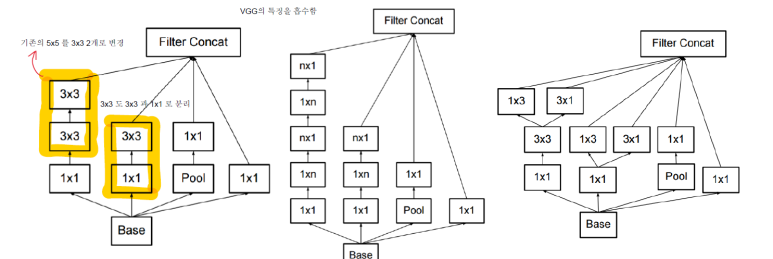 VGG의 특징을 흡수함
기존의 5x5 를 3x3 2개로 변경
Filter Concat
3x3
3x3 도 3x3 과 1x1 로 분리
3x3
3x3
1x1
1x1
1x1
Pool
1x1
Base
Filter Concat
nx1
1xn
nx1
nx1
1xn
1xn
1x1
1x1
1x1
Pool
1x1
Base
Filter Concat
1x3
3x1
3x3
1x3
3x1
1x1
1x1
1x1
Pool
1x1
Base